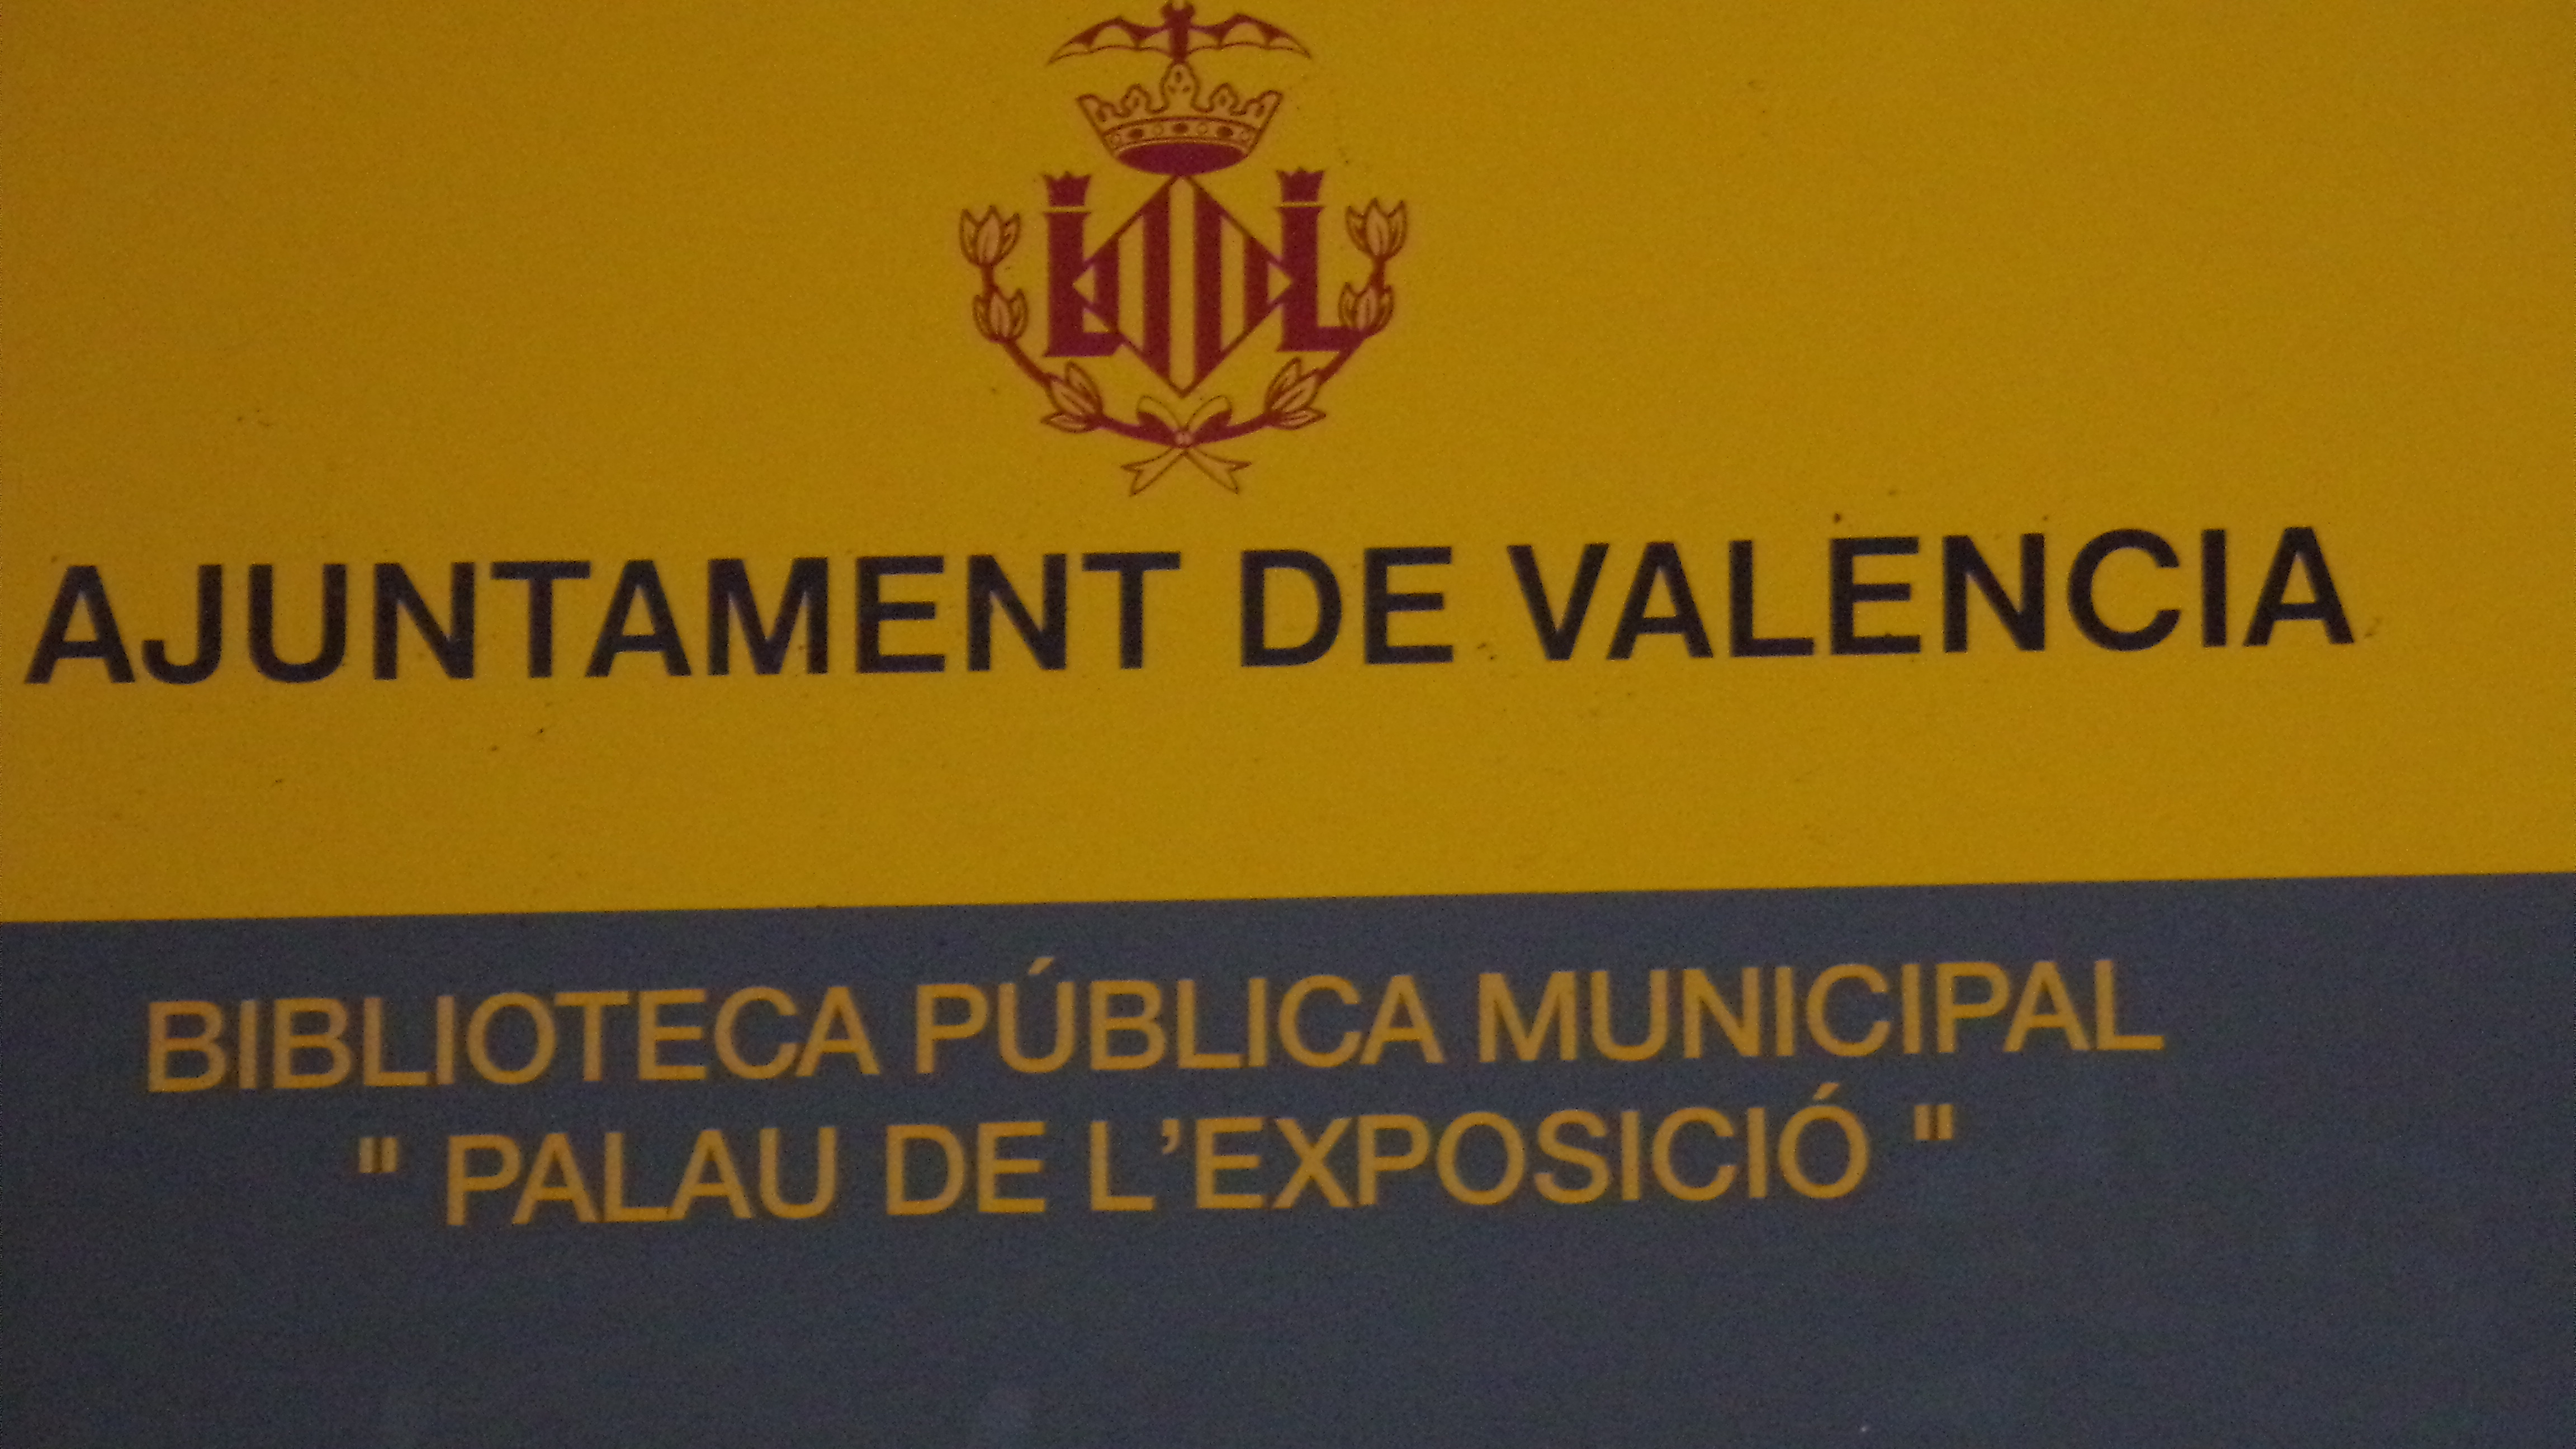 AJUNTAMENT DE VALENCIA
BIBLIOTECA PÚBLICA MUNICIPAL
" PALAU DE L’EXPOSICIÓ "